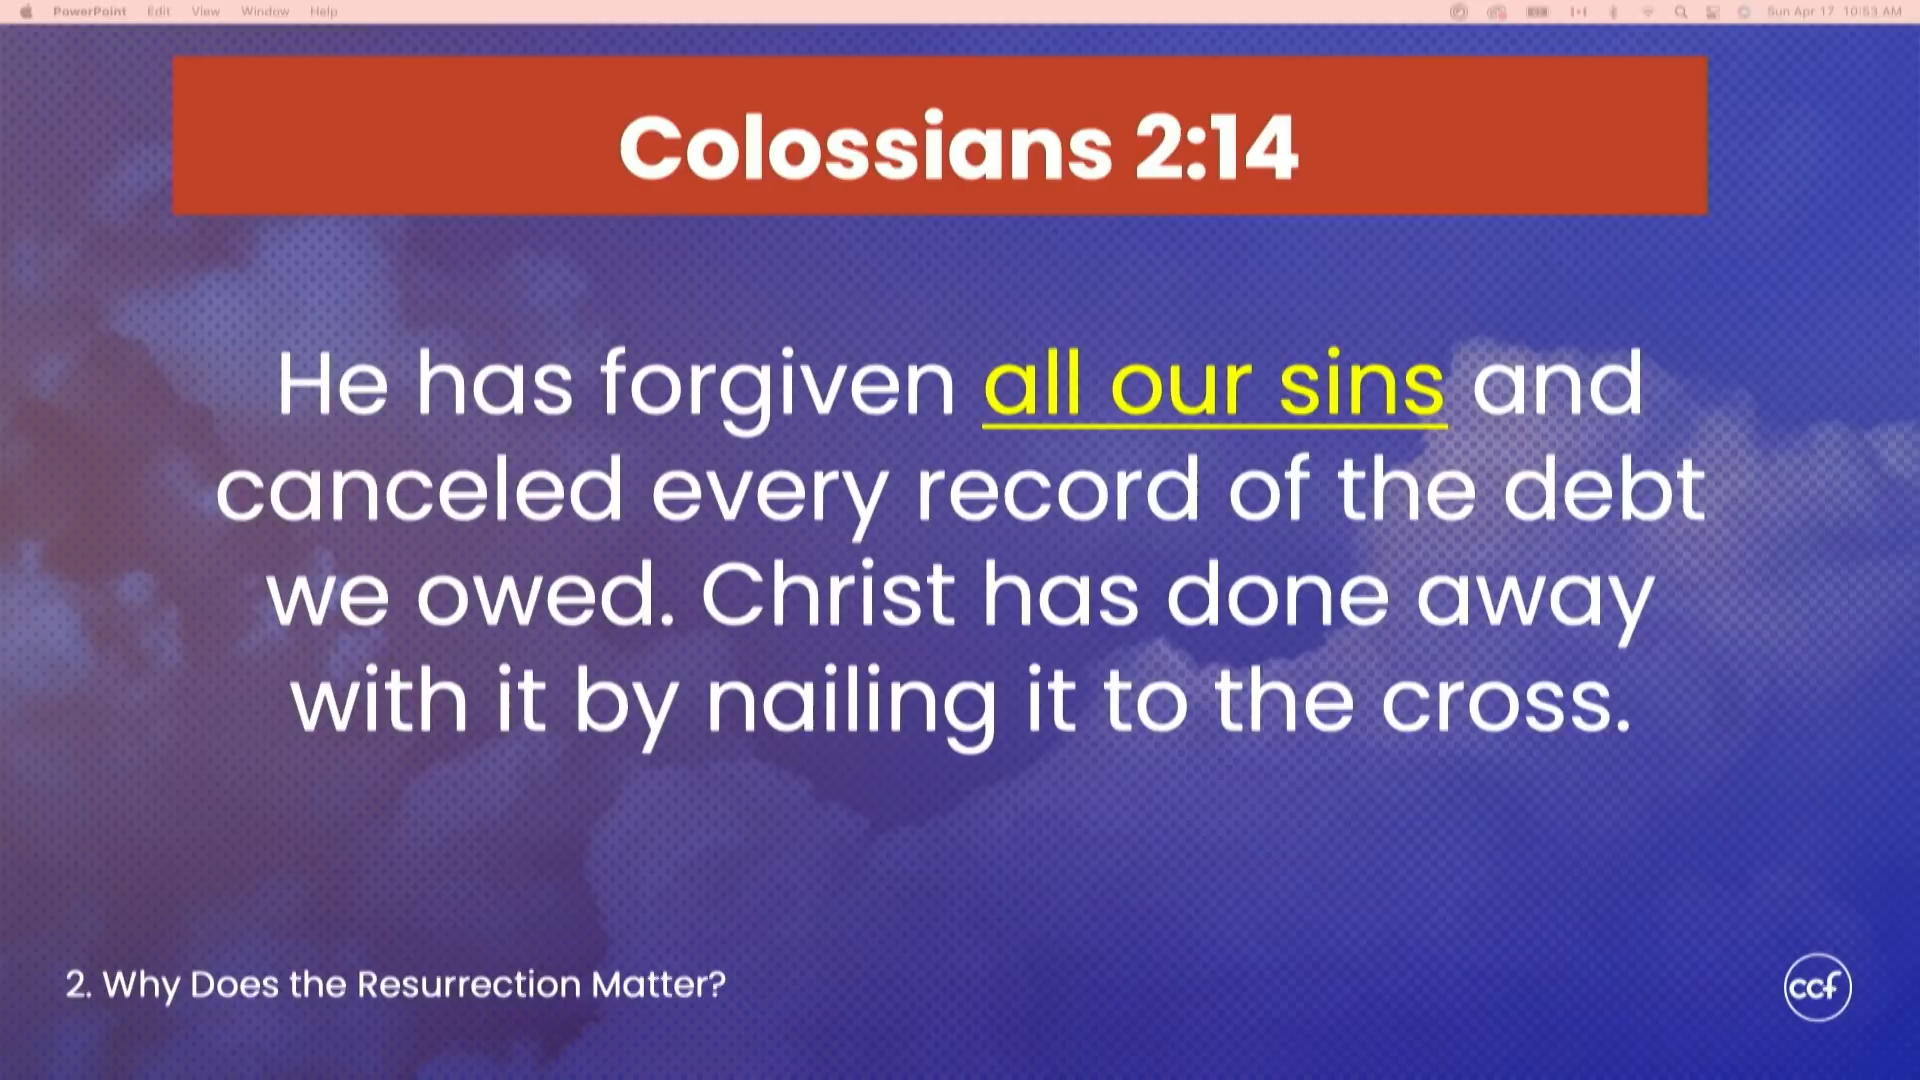 PowerPoint Edit View Window Help Sun Apr 17 10:53 AM
Colossians 2:14
He has forgiven all our sins and
canceled every record of the debt
we owed. Christ has done away
with it by nailing it to the cross.
2. Why Does the Resurrection Matter?
ccf